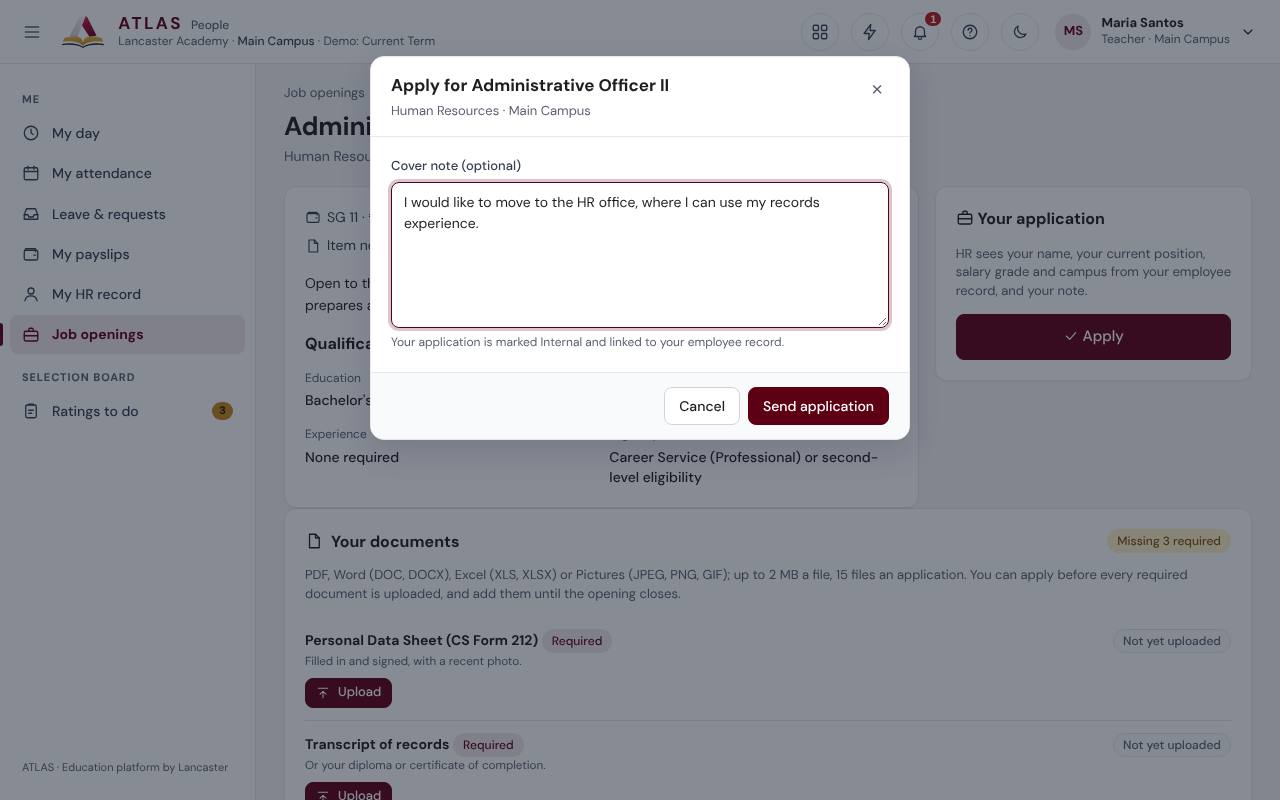 ATLAS People
Lancaster Academy · Main Campus · Demo: Current Term
1
MS
Maria Santos
Teacher · Main Campus
ME
My day
My attendance
Leave & requests
My payslips
My HR record
Job openings
SELECTION BOARD
Ratings to do
3
ATLAS · Education platform by Lancaster
Job openings
Human
Apply for Administrative Officer II
Human Resources · Main Campus
Cover note (optional)
I would like to move to the HR office, where I can use my records
experience.
Your application is marked Internal and linked to your employee record.
Cancel
Send application
SG 11 ·
Item
Open to
Education
Bachelor's
Experience
None required
Career Service (Professional) or second-
level eligibility
Your application
HR sees your name, your current position,
salary grade and campus from your employee
record, and your note.
Apply
Your documents
Missing 3 required
PDF, Word (DOC, DOCX), Excel (XLS, XLSX) or Pictures (JPEG, PNG, GIF); up to 2 MB a file, 15 files an application. You can apply before every required
document is uploaded, and add them until the opening closes.
Personal Data Sheet (CS Form 212) Required
Not yet uploaded
Filled in and signed, with a recent photo.
Upload
Transcript of records Required
Not yet uploaded
Or your diploma or certificate of completion.
Upload